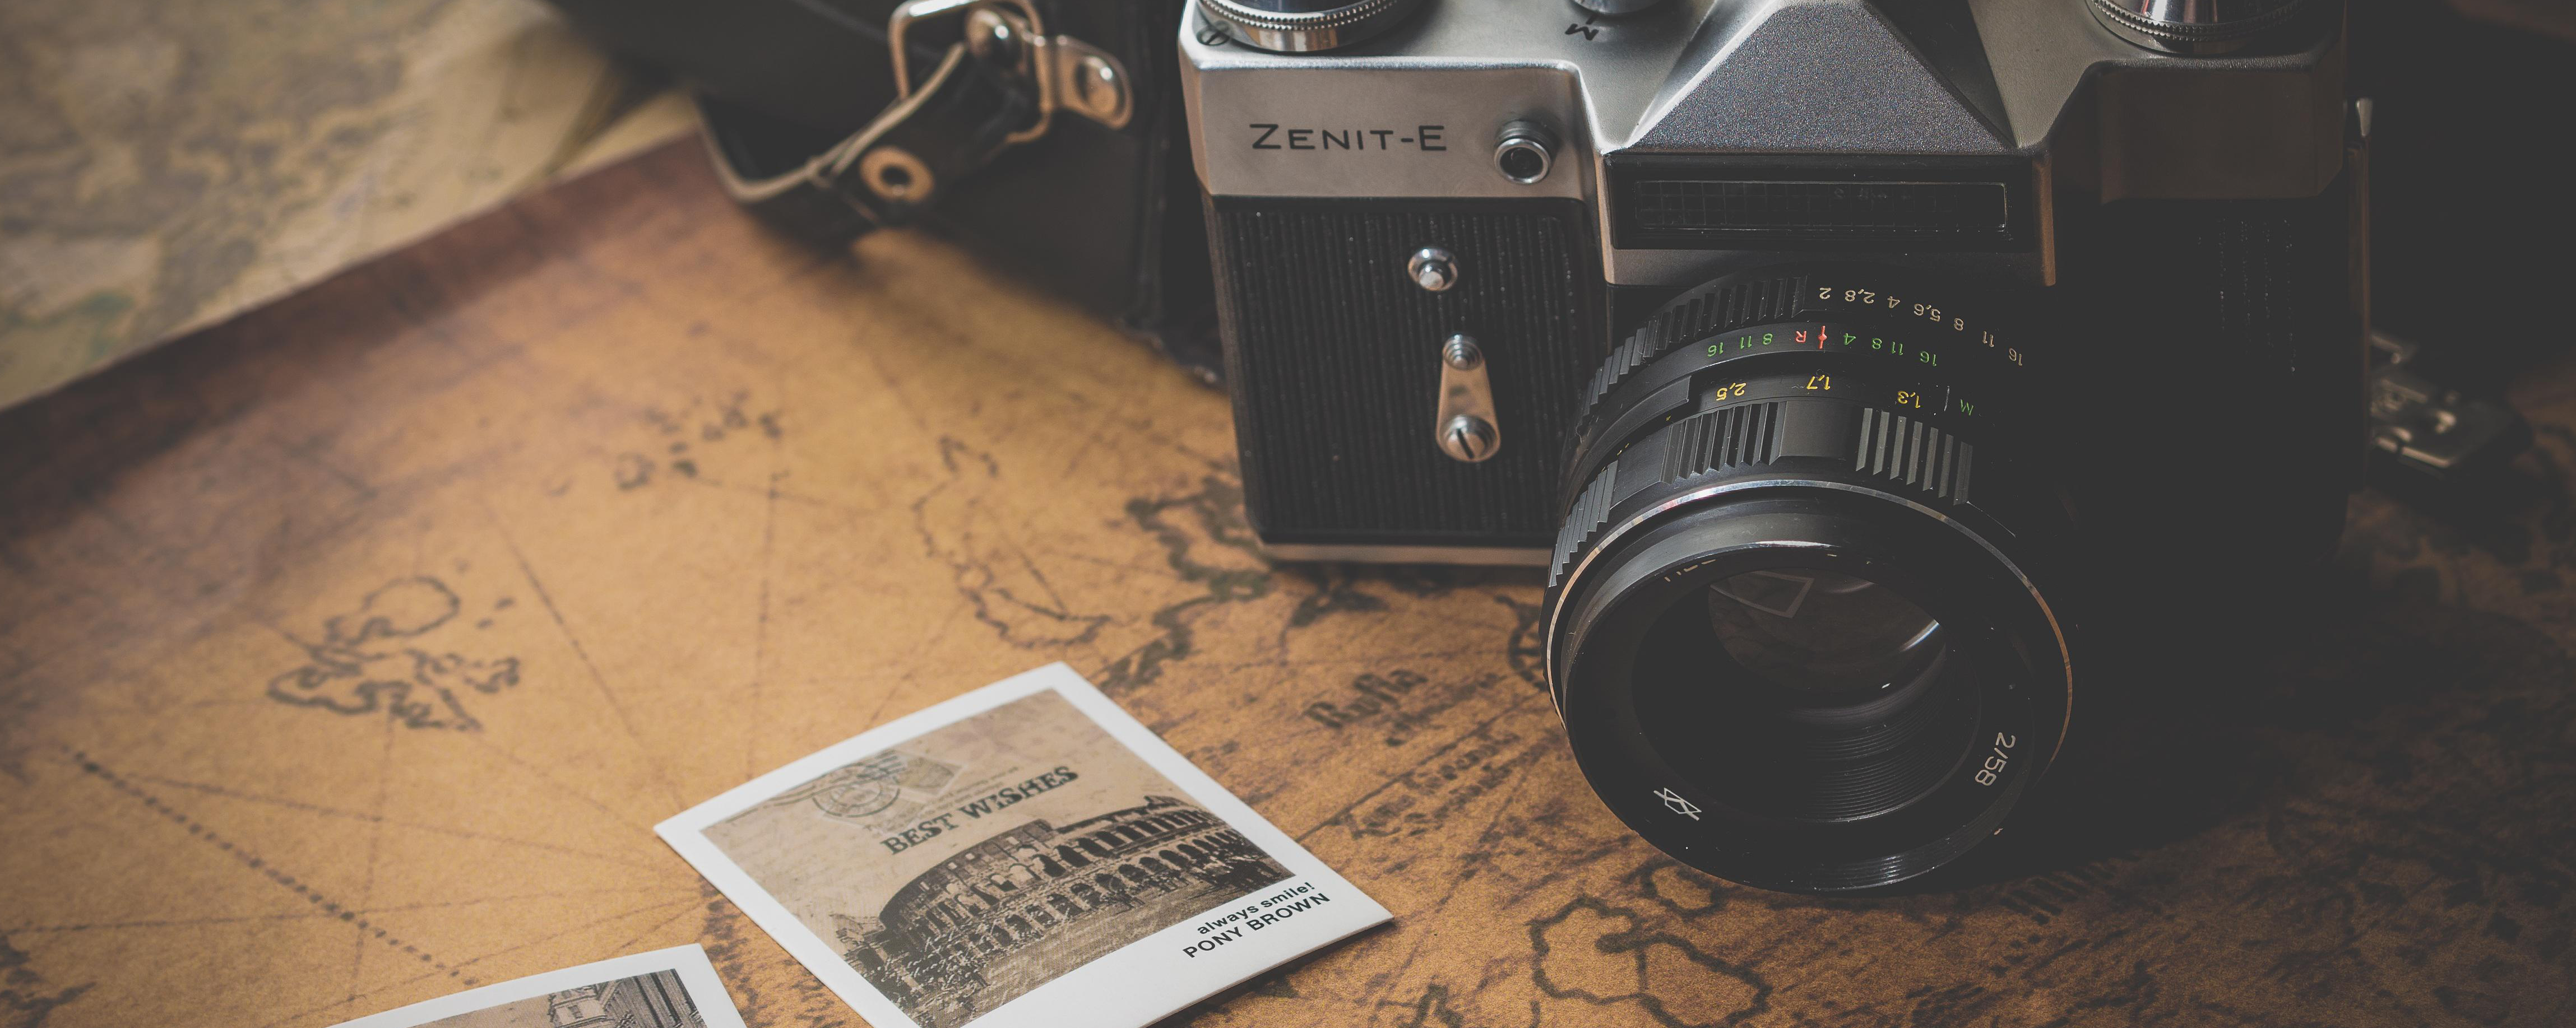 ZENIT-E
M
2 2,8 4 5,6 8 11 16
16 11 8 R 4 8 11 16
2,5 1,7 1,3 M
2/58
BEST WISHES
always smile!
PONY BROWN
Rußia